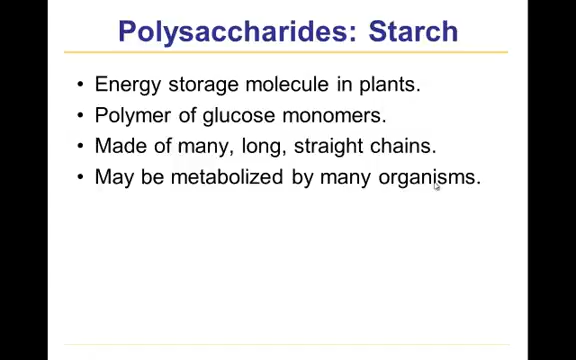 Polysaccharides: Starch
• Energy storage molecule in plants.
• Polymer of glucose monomers.
• Made of many, long, straight chains.
• May be metabolized by many organisms.